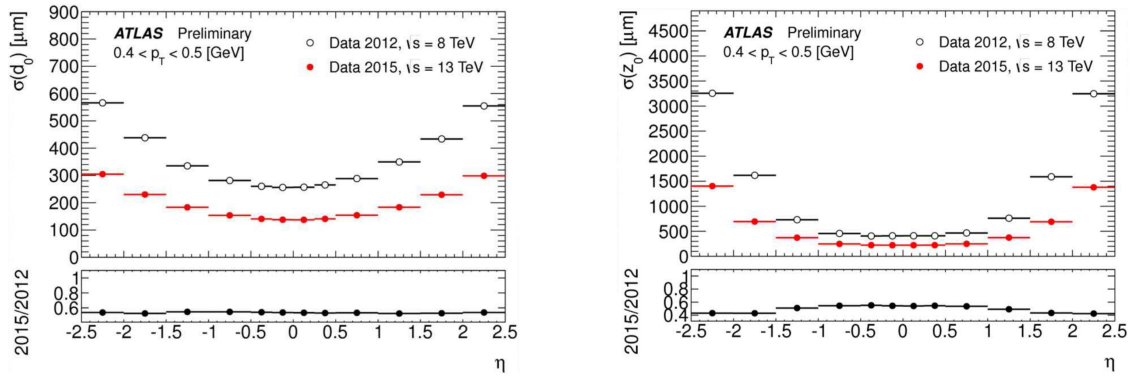 900
800
700
600
500
400
300
200
100
0
σ(d₀) [μm]
ATLAS Preliminary
0.4 < pT < 0.5 [GeV]
Data 2012, √s = 8 TeV
Data 2015, √s = 13 TeV
1
0.8
0.6
2015/2012
-2.5 -2 -1.5 -1 -0.5 0 0.5 1 1.5 2 2.5
η
4500
4000
3500
3000
2500
2000
1500
1000
500
0
σ(z₀) [μm]
ATLAS Preliminary
0.4 < pT < 0.5 [GeV]
Data 2012, √s = 8 TeV
Data 2015, √s = 13 TeV
1
0.8
0.6
0.4
2015/2012
-2.5 -2 -1.5 -1 -0.5 0 0.5 1 1.5 2 2.5
η